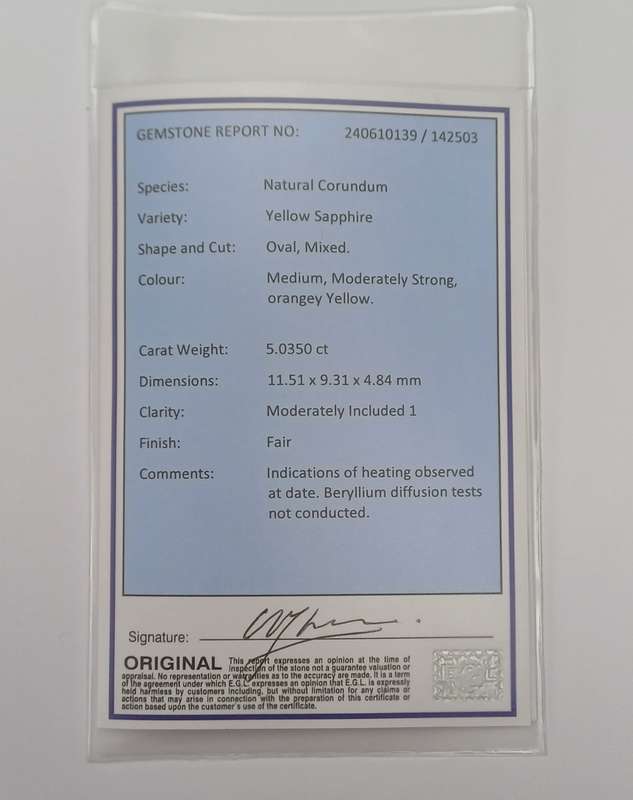 GEMSTONE REPORT NO: 240610139 / 142503
Species: Natural Corundum
Variety: Yellow Sapphire
Shape and Cut: Oval, Mixed.
Colour: Medium, Moderately Strong,
orangey Yellow.
Carat Weight: 5.0350 ct
Dimensions: 11.51 x 9.31 x 4.84 mm
Clarity: Moderately Included 1
Finish: Fair
Comments: Indications of heating observed
at date. Beryllium diffusion tests
not conducted.
Signature:
ORIGINAL This report expresses an opinion at the time of
inspection of the stone not a guarantee valuation or
appraisal. No representation or warranties as to the accuracy are made. It is a term
of the agreement under which E.G.L. expresses an opinion that E.G.L. is expressly
held harmless by customers including, but without limitation for any claims or
actions that may arise in connection with the preparation of this certificate or
action based upon the customer's use of the certificate.